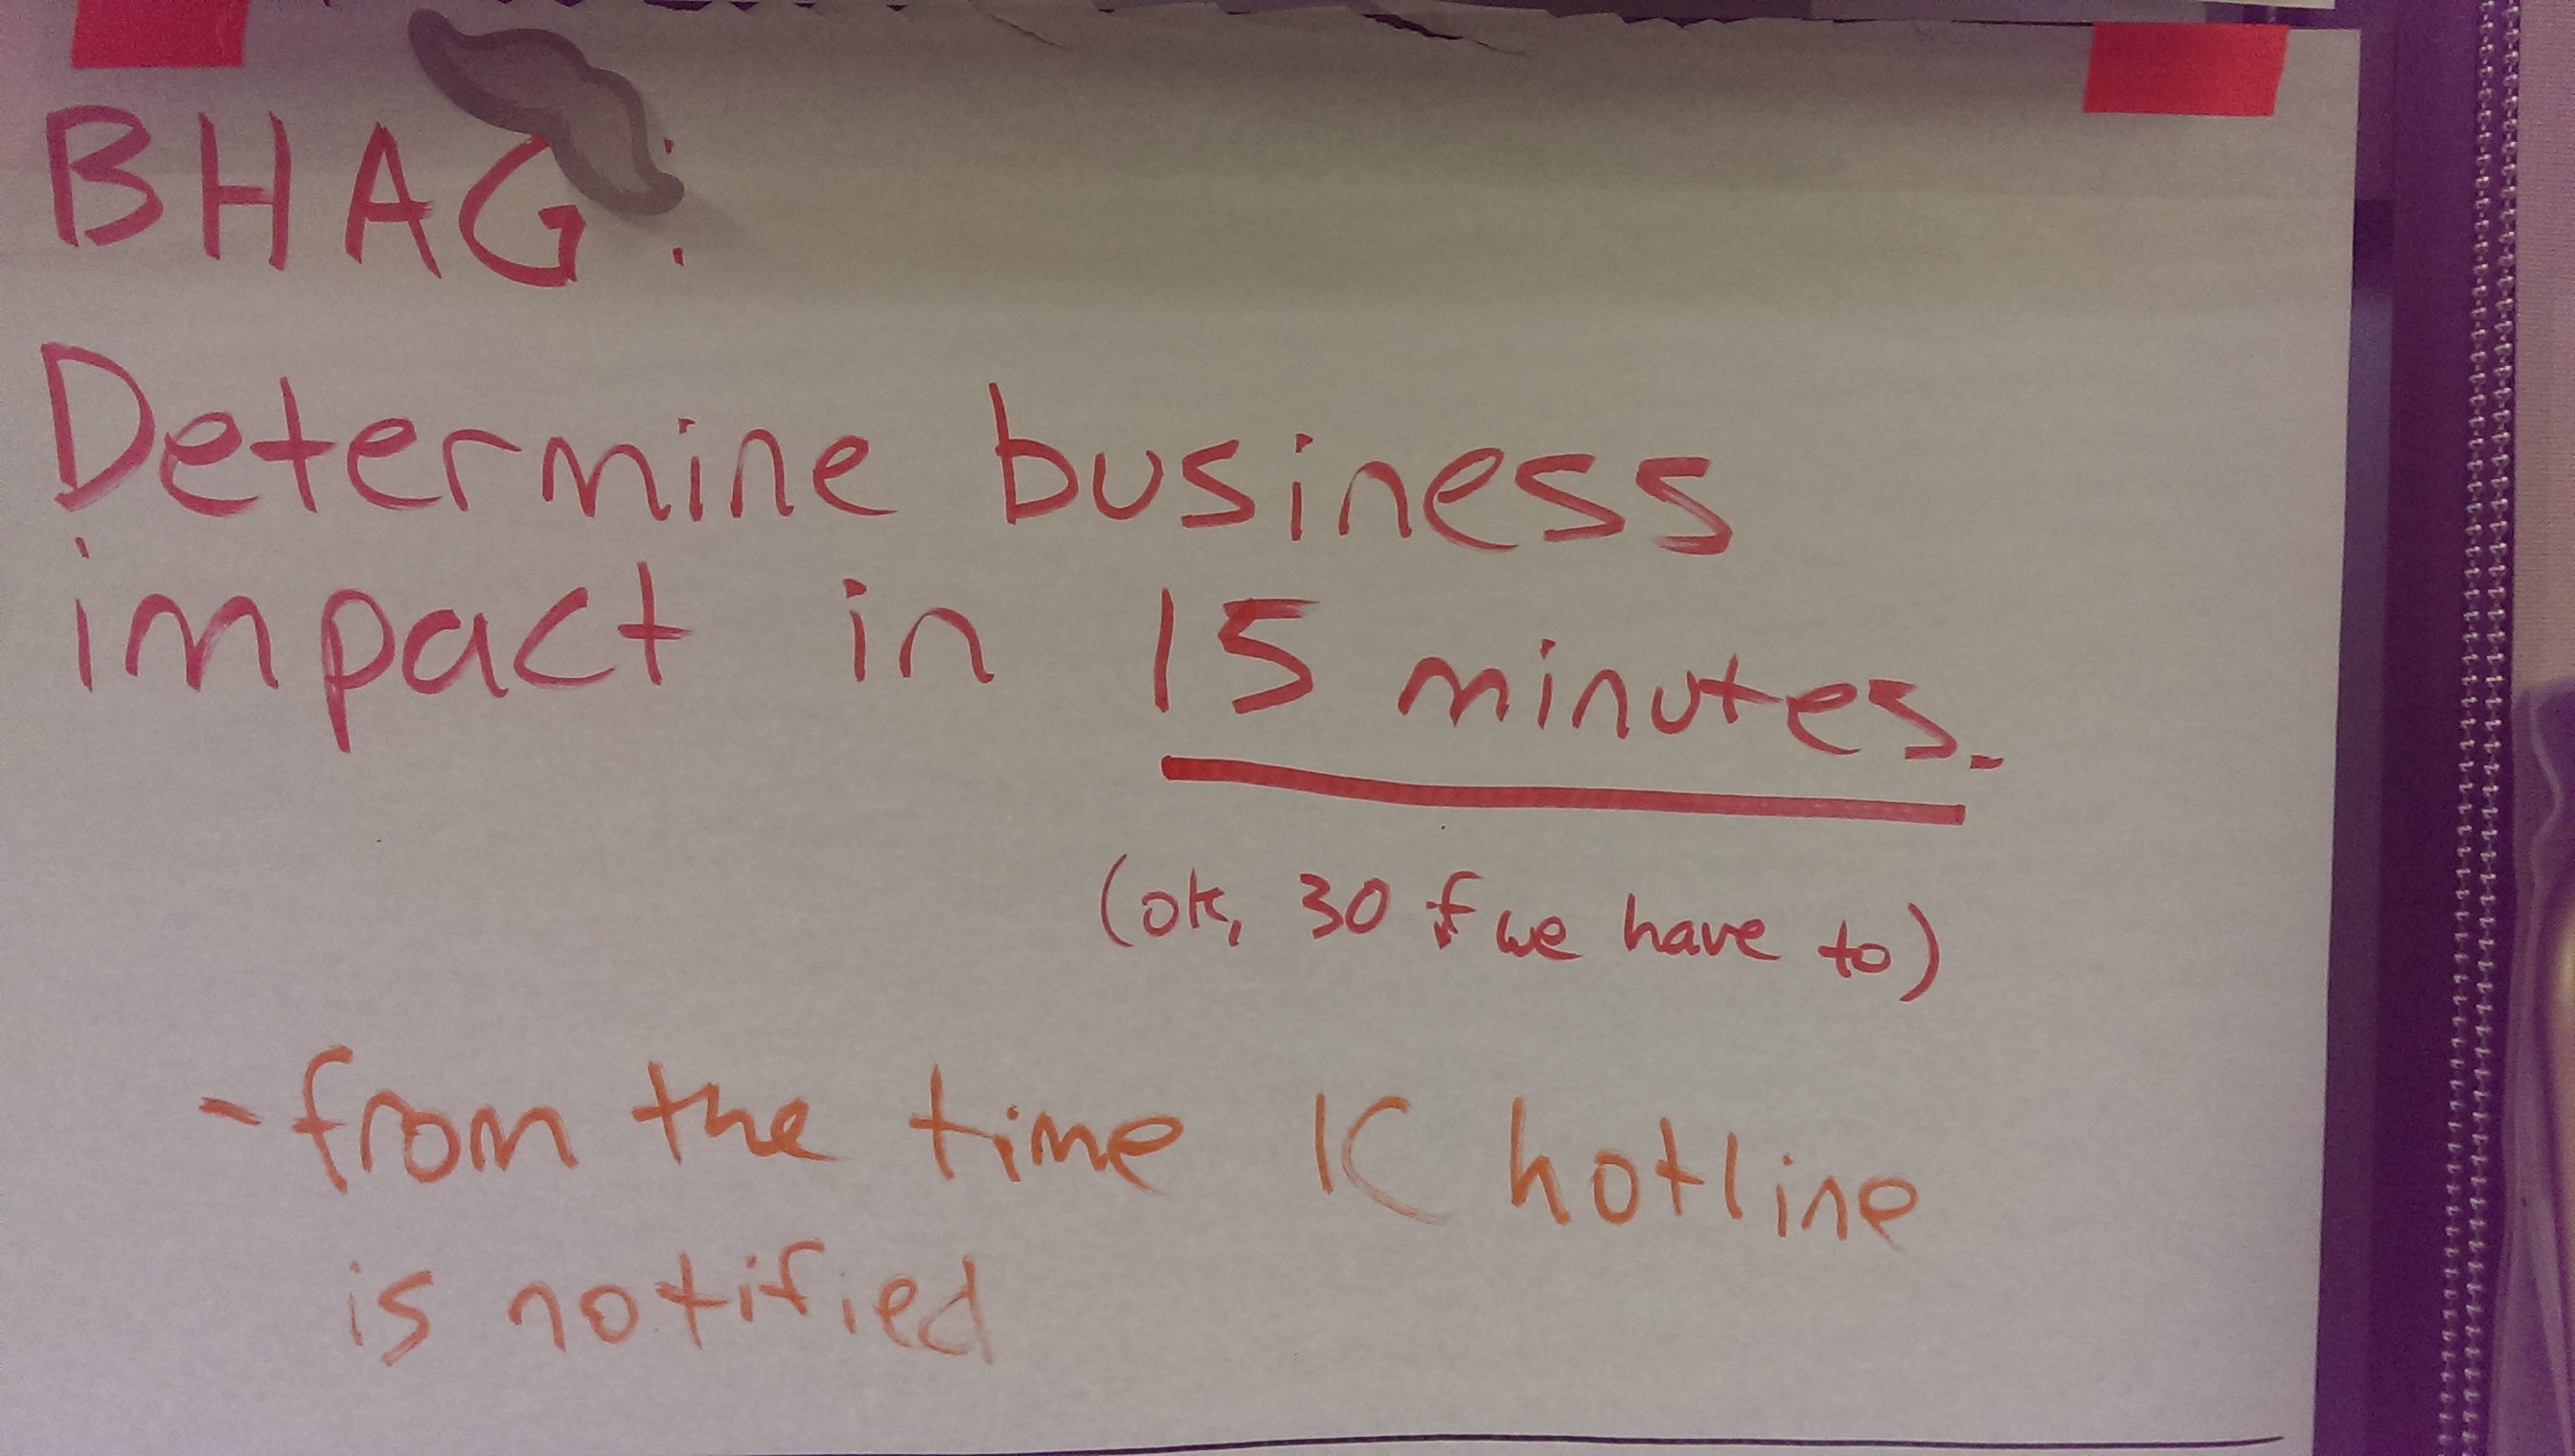 BHAG:
Determine business
impact in 15 minutes.
(ok, 30 if we have to)
- from the time IC hotline
is notified